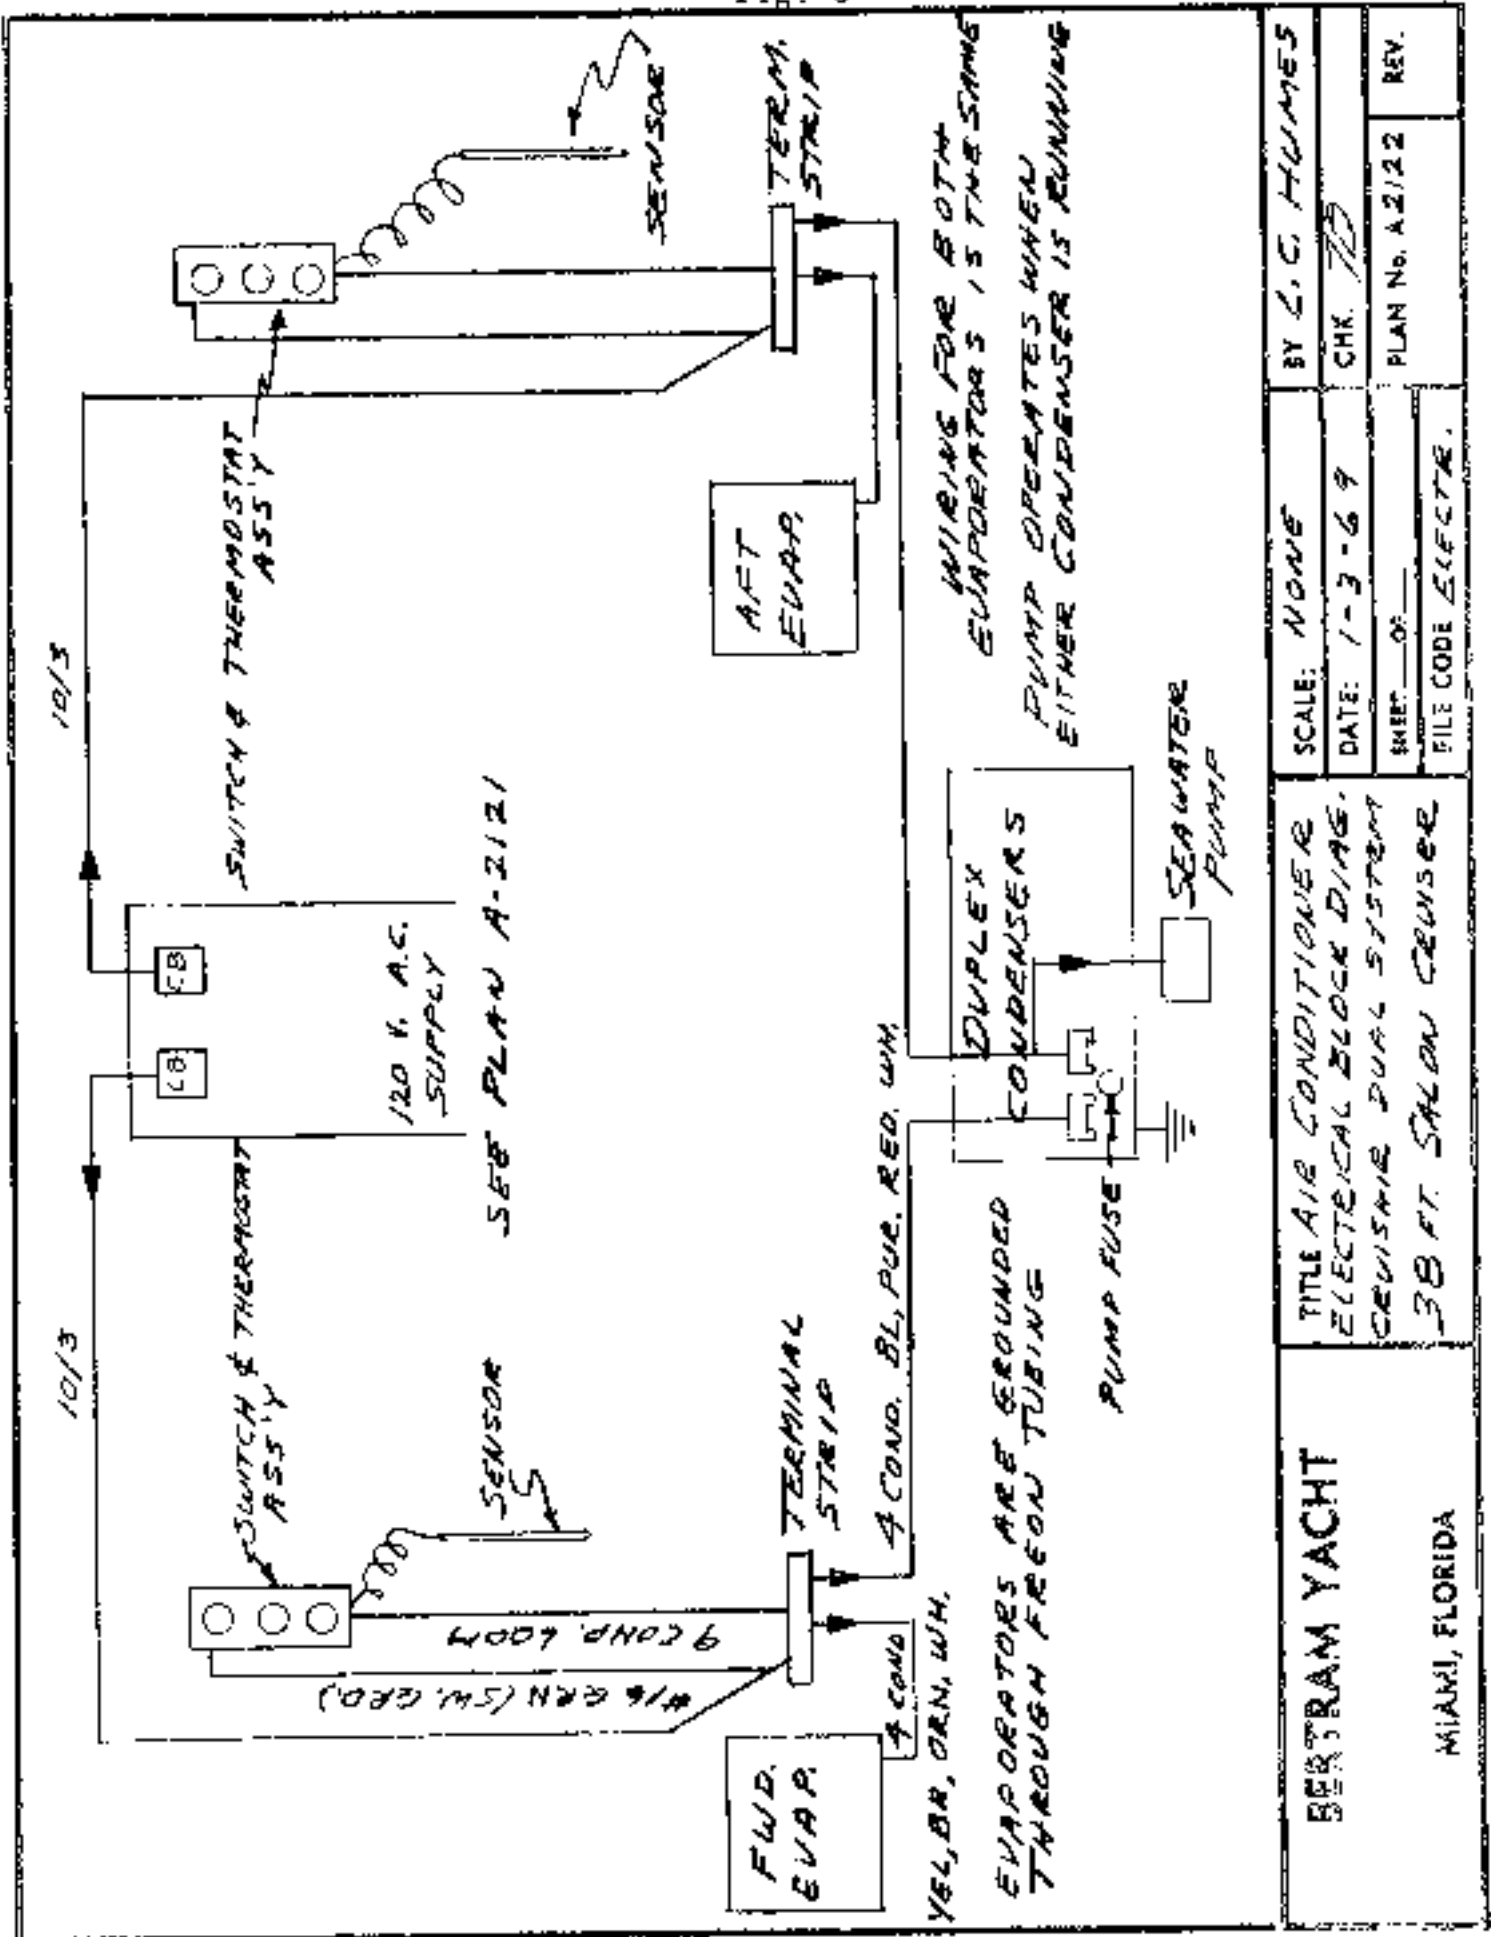 10/3
10/3
CB
CB
120 V. A.C.
SUPPLY
SEE PLAN A-2121
SWITCH & THERMOSTAT
ASS'Y
SWITCH & THERMOSTAT
ASS'Y
SENSOR
SENSOR
9 COND. LOOM
#16 GRN (SW. GRD.)
TERMINAL
STRIP
TERM.
STRIP
FWD.
EVAP.
AFT
EVAP.
4 COND
YEL, BR, ORN, WH.
4 COND. BL, PUR. RED. WH.
EVAPORATORS ARE GROUNDED
THROUGH FREON TUBING
DUPLEX
CONDENSERS
PUMP FUSE
SEAWATER
PUMP
WIRING FOR BOTH
EVAPORATORS IS THE SAME
PUMP OPERATES WHEN
EITHER CONDENSER IS RUNNING
BERTRAM YACHT
MIAMI, FLORIDA
TITLE AIR CONDITIONER
ELECTRICAL BLOCK DIAG.
CRUISAIR DUAL SYSTEM
38 FT. SALON CRUISER
SCALE: NONE
BY L. C. HUMES
DATE: 1-3-69
CHK.
SHEET OF
PLAN No. A2122
REV.
FILE CODE ELECTR.